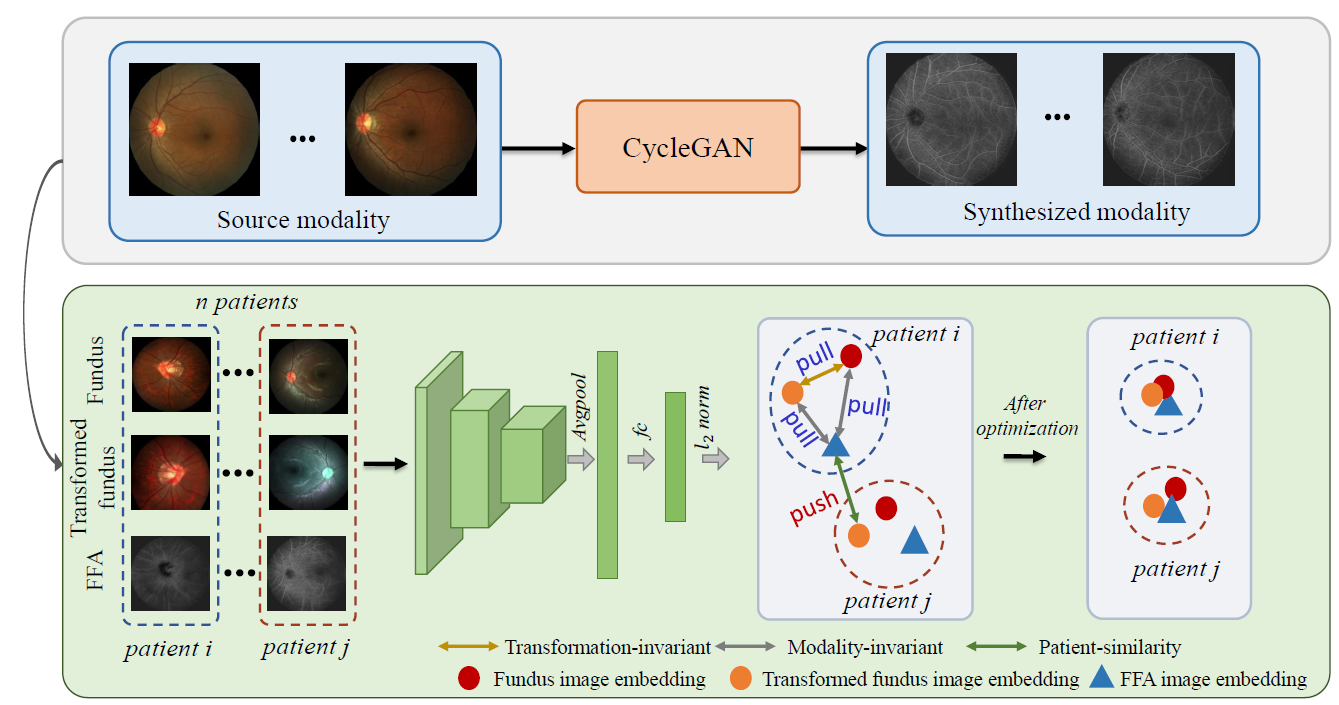 Source modality
CycleGAN
Synthesized modality
n patients
Fundus
Transformed
fundus
FFA
patient i
patient j
Avgpool
fc
l₂ norm
patient i
pull
pull
pull
push
patient j
After
optimization
patient i
patient j
Transformation-invariant
Modality-invariant
Patient-similarity
Fundus image embedding
Transformed fundus image embedding
FFA image embedding